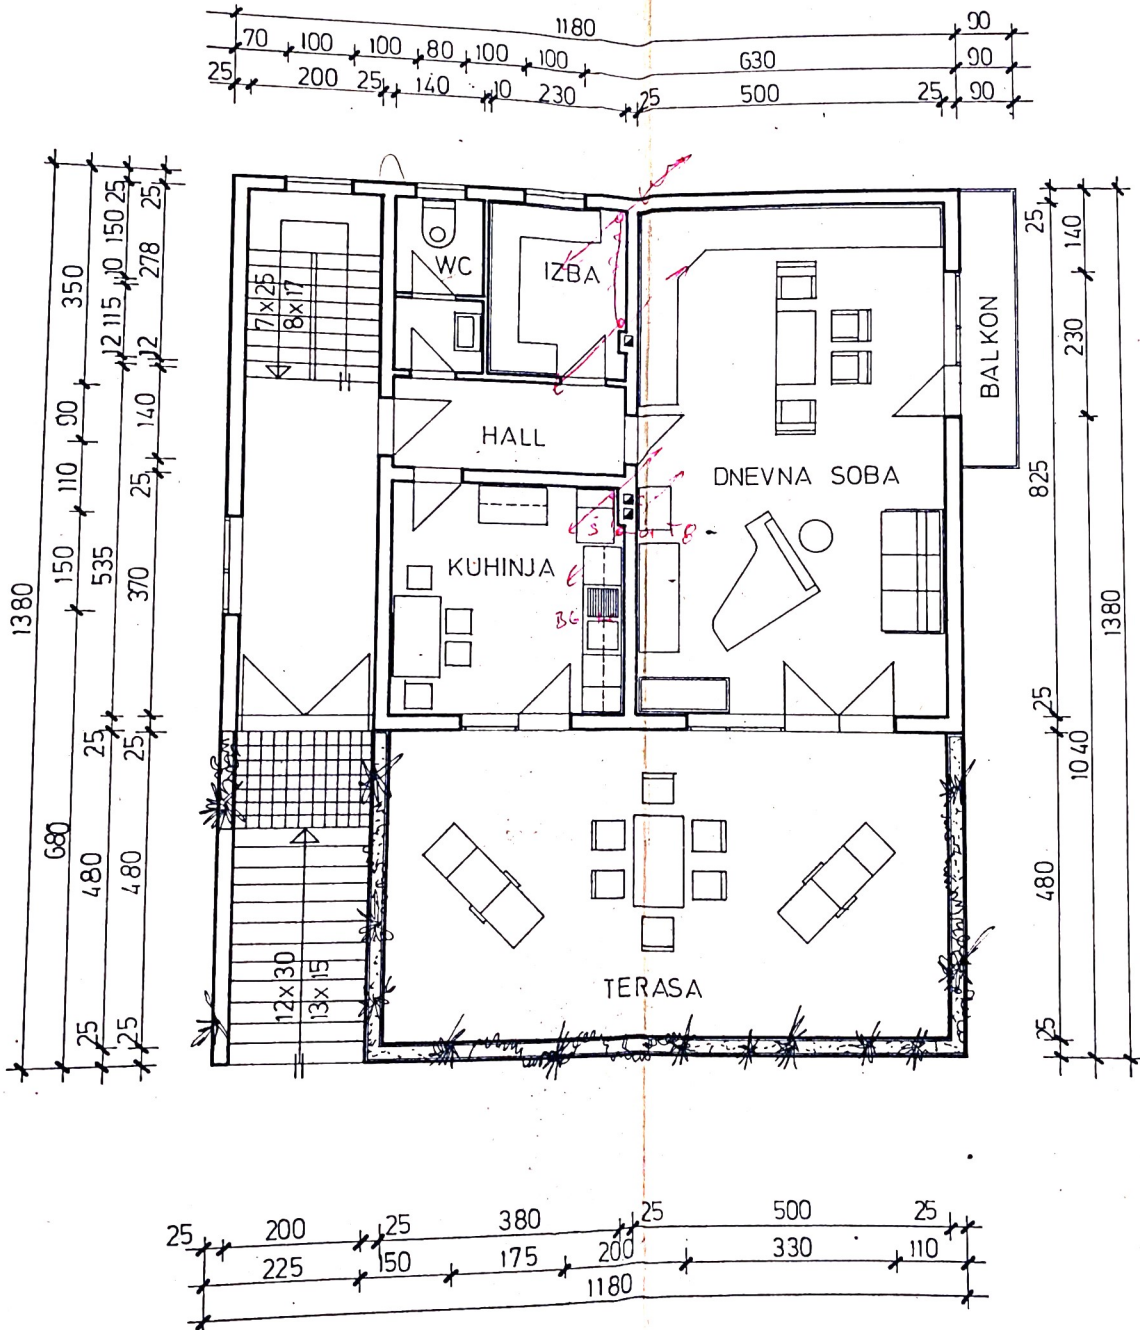 1180 90
70 100 100 80 100 100 630 90
25 200 25 140 10 230 25 500 25 90
1380
350 90 110 150 680
25 150 10 115 12 535 25 480 25
25 278 12 140 25 370 25 480 25
7x25
8x17
WC
IZBA
HALL
KUHINJA
DNEVNA SOBA
BALKON
TERASA
12x30
13x15
25 825 25 480 25
140 230 1040
1380
25 200 25 380 25 500 25
225 150 175 200 330 110
1180